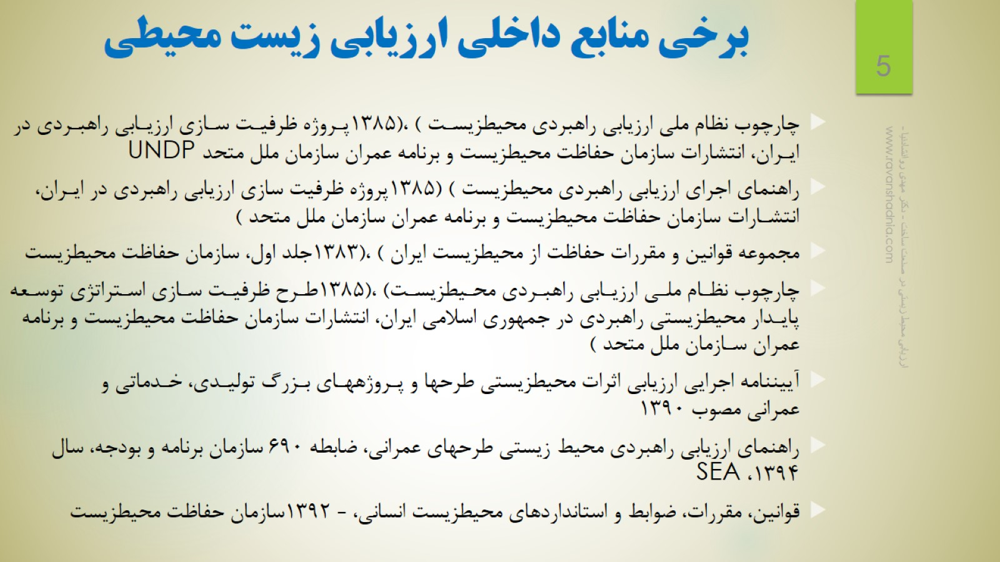 برخی منابع داخلی ارزیابی زیست محیطی
5
چارچوب نظام ملی ارزیابی راهبردی محیطزیست ) ،(۱۳۸۵پروژه ظرفیت سازی ارزیابی راهبردی در
ایران، انتشارات سازمان حفاظت محیطزیست و برنامه عمران سازمان ملل متحد UNDP
راهنمای اجرای ارزیابی راهبردی محیطزیست ) (۱۳۸۵پروژه ظرفیت سازی ارزیابی راهبردی در ایران،
انتشارات سازمان حفاظت محیطزیست و برنامه عمران سازمان ملل متحد )
مجموعه قوانین و مقررات حفاظت از محیطزیست ایران ) ،(۱۳۸۳جلد اول، سازمان حفاظت محیطزیست
چارچوب نظام ملی ارزیابی راهبردی محیطزیست) ،(۱۳۸۵طرح ظرفیت سازی استراتژی توسعه
پایدار محیطزیستی راهبردی در جمهوری اسلامی ایران، انتشارات سازمان حفاظت محیطزیست و برنامه
عمران سازمان ملل متحد )
آییننامه اجرایی ارزیابی اثرات محیطزیستی طرحها و پروژههای بزرگ تولیدی، خدماتی و
عمرانی مصوب ۱۳۹۰
راهنمای ارزیابی راهبردی محیط زیستی طرحهای عمرانی، ضابطه ۶۹۰ سازمان برنامه و بودجه، سال
۱۳۹۴، SEA
قوانین، مقررات، ضوابط و استانداردهای محیطزیست انسانی، - ۱۳۹۲سازمان حفاظت محیطزیست
ارزیابی محیط زیستی در صنعت ساخت - دکتر مهدی روانشادنیا -
www.ravanshadnia.com